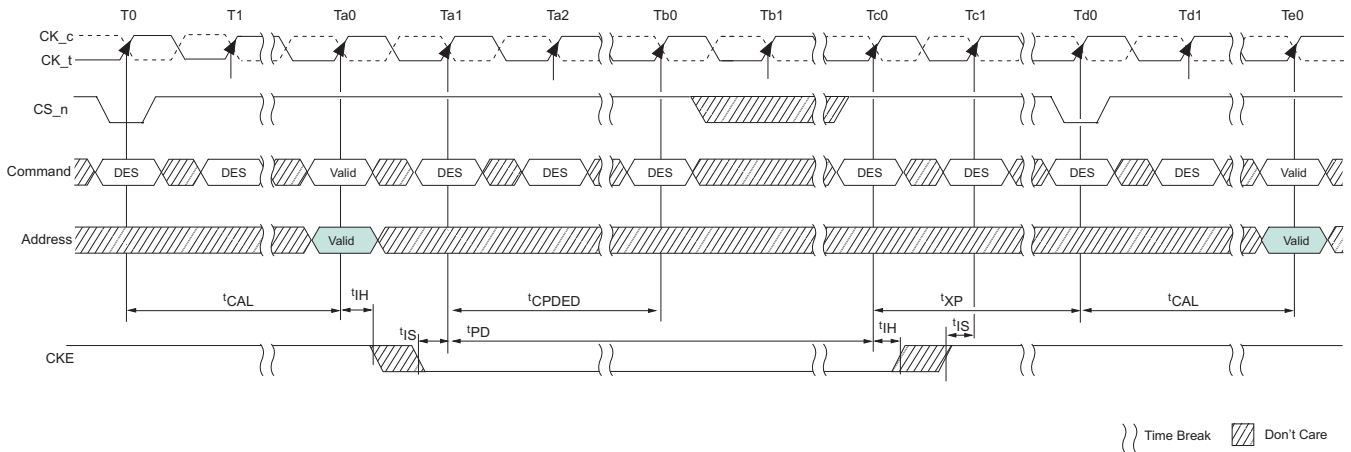 T0 T1 Ta0 Ta1 Ta2 Tb0 Tb1 Tc0 Tc1 Td0 Td1 Te0
CK_c
CK_t
CS_n
Command DES DES Valid DES DES DES DES DES DES DES Valid
Address Valid Valid
tCAL tIH tCPDED tXP tCAL
tIS tPD tIH tIS
CKE
Time Break Don't Care